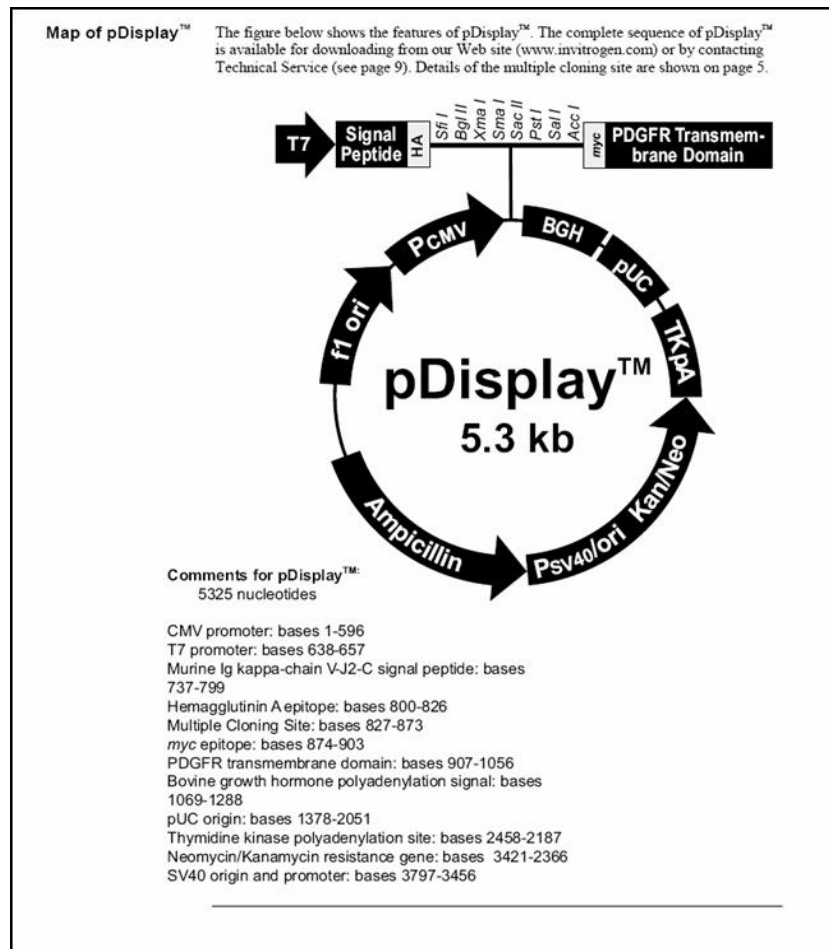 Map of pDisplay™
The figure below shows the features of pDisplay™. The complete sequence of pDisplay™
is available for downloading from our Web site (www.invitrogen.com) or by contacting
Technical Service (see page 9). Details of the multiple cloning site are shown on page 5.
T7
Signal Peptide
HA
Sfi I
Bgl II
Xma I
Sma I
Sac II
Pst I
Sal I
Acc I
myc
PDGFR Transmem-
brane Domain
PCMV
BGH
pUC
TKpA
f1 ori
pDisplay™
5.3 kb
Ampicillin
PSV40/ori
Kan/Neo
Comments for pDisplay™:
5325 nucleotides
CMV promoter: bases 1-596
T7 promoter: bases 638-657
Murine Ig kappa-chain V-J2-C signal peptide: bases
737-799
Hemagglutinin A epitope: bases 800-826
Multiple Cloning Site: bases 827-873
myc epitope: bases 874-903
PDGFR transmembrane domain: bases 907-1056
Bovine growth hormone polyadenylation signal: bases
1069-1288
pUC origin: bases 1378-2051
Thymidine kinase polyadenylation site: bases 2458-2187
Neomycin/Kanamycin resistance gene: bases 3421-2366
SV40 origin and promoter: bases 3797-3456